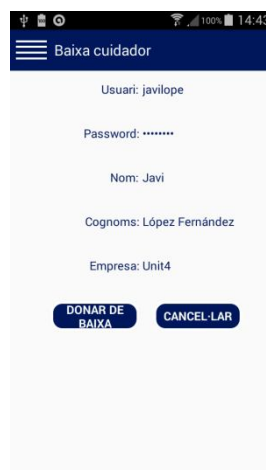 100% 14:43
Baixa cuidador
Usuari: javilope
Password: ••••••••
Nom: Javi
Cognoms: López Fernández
Empresa: Unit4
DONAR DE
BAIXA
CANCEL·LAR